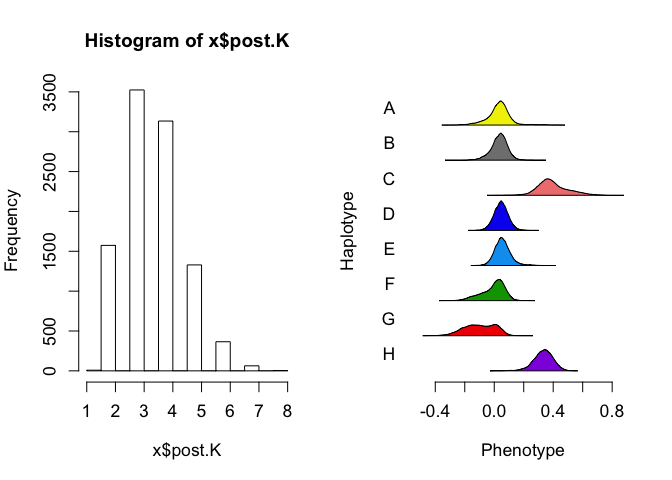 Histogram of x$post.K
Frequency
0
500
1500
2500
3500
1 2 3 4 5 6 7 8
x$post.K
Haplotype
A
B
C
D
E
F
G
H
-0.4 0.0 0.4 0.8
Phenotype